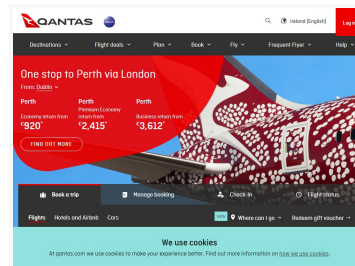 QANTAS
Ireland (English)
Log in
Destinations
Flight deals
Plan
Book
Fly
Frequent Flyer
Help
One stop to Perth via London
From: Dublin
Perth
Economy return from
€920*
Perth
Premium Economy
return from
€2,415*
Perth
Business return from
€3,612*
FIND OUT MORE
Book a trip
Manage booking
Check-in
Flight status
Flights
Hotels and Airbnb
Cars
NEW
Where can I go →
Redeem gift voucher →
We use cookies
At qantas.com we use cookies to make your experience better. Find out more information on how we use cookies.